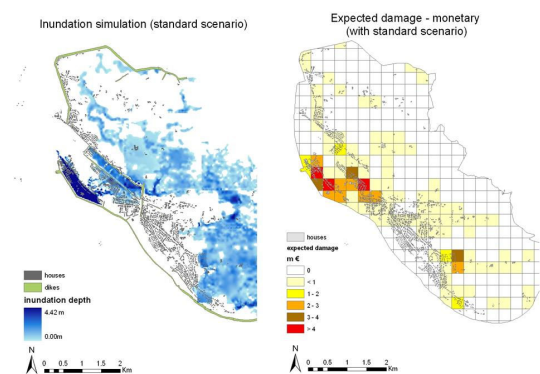 Inundation simulation (standard scenario)
houses
dikes
inundation depth
4.42 m
0.00m
N
0 0.5 1 1.5 2
Km
Expected damage - monetary
(with standard scenario)
houses
expected damage
m €
0
< 1
1 - 2
2 - 3
3 - 4
> 4
N
0 0.5 1 1.5 2
Km